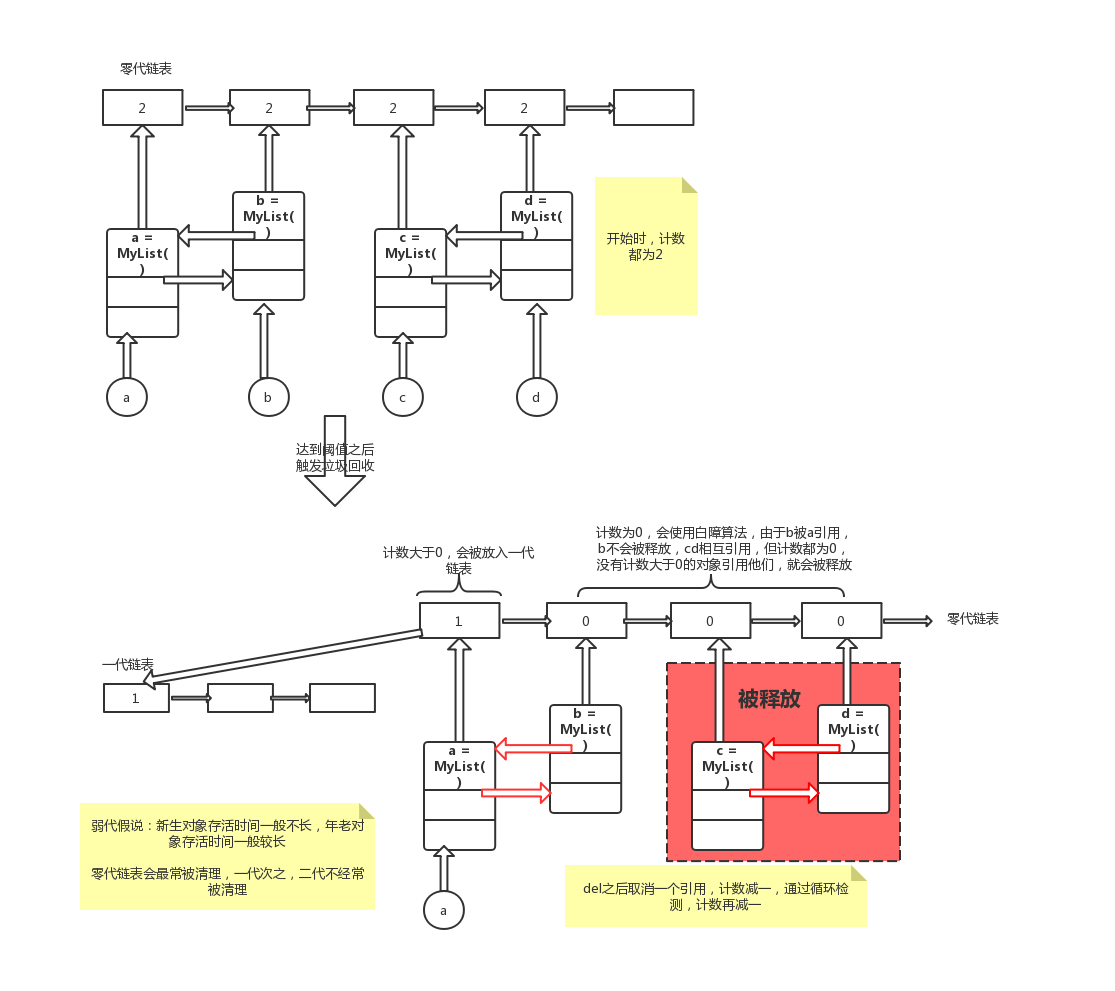 零代链表
2
2
2
2
b =
MyList(
)
d =
MyList(
)
a =
MyList(
)
c =
MyList(
)
开始时，计数
都为2
a
b
c
d
达到阈值之后
触发垃圾回收
计数大于0，会被放入一代
链表
计数为0，会使用白障算法，由于b被a引用，
b不会被释放，cd相互引用，但计数都为0，
没有计数大于0的对象引用他们，就会被释放
1
0
0
0
零代链表
一代链表
1
被释放
b =
MyList(
)
d =
MyList(
)
a =
MyList(
)
c =
MyList(
)
弱代假说：新生对象存活时间一般不长，年老对
象存活时间一般较长
零代链表会最常被清理，一代次之，二代不经常
被清理
del之后取消一个引用，计数减一，通过循环检
测，计数再减一
a